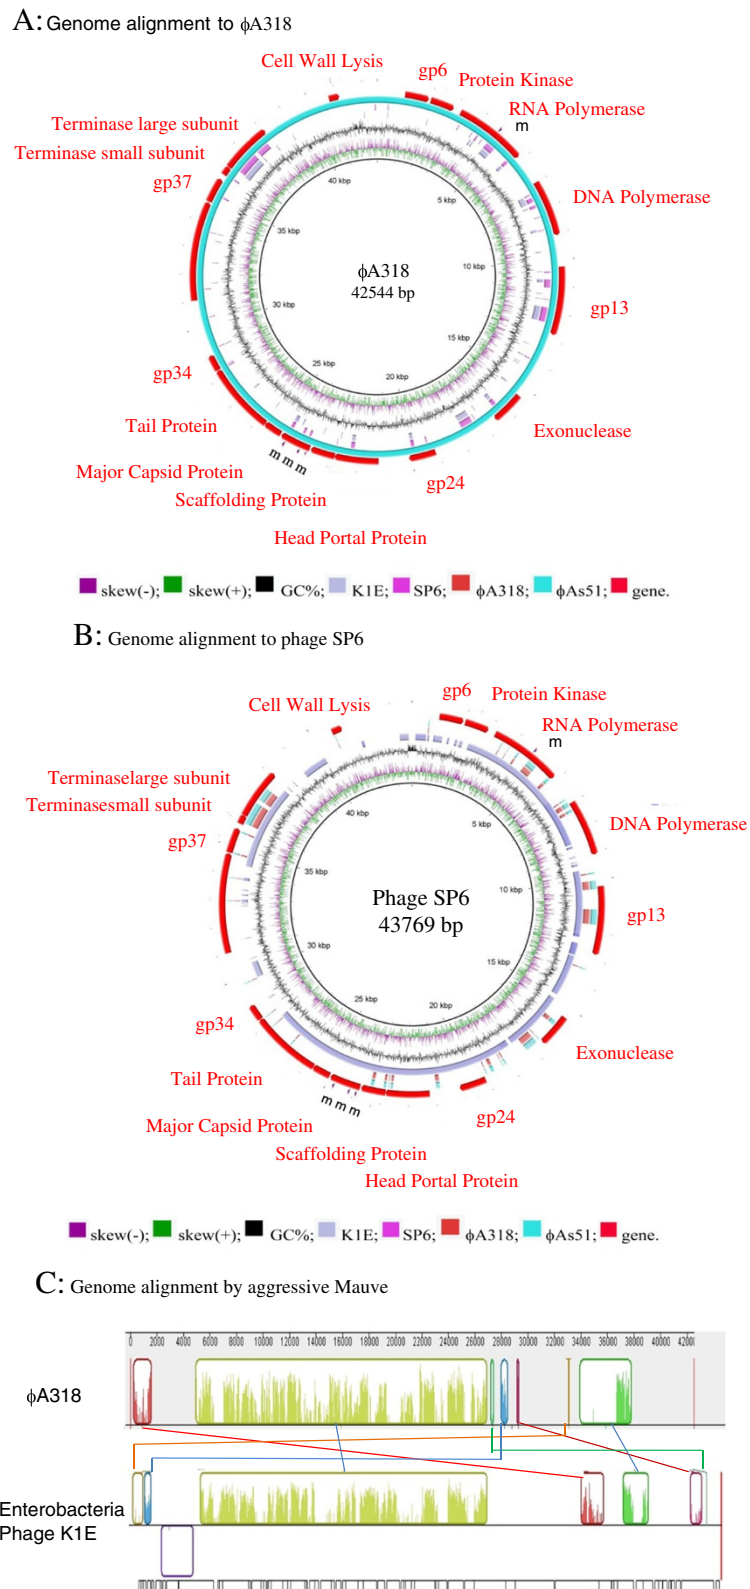 A: Genome alignment to ϕA318
Cell Wall Lysis
gp6
Protein Kinase
RNA Polymerase
m
Terminase large subunit
Terminase small subunit
gp37
DNA Polymerase
40 kbp
5 kbp
35 kbp
10 kbp
ϕA318
42544 bp
30 kbp
15 kbp
25 kbp
20 kbp
gp13
gp34
Tail Protein
Exonuclease
m m m
Major Capsid Protein
gp24
Scaffolding Protein
Head Portal Protein
skew(-); skew(+); GC%; K1E; SP6; ϕA318; ϕAs51; gene.
B: Genome alignment to phage SP6
gp6
Protein Kinase
Cell Wall Lysis
RNA Polymerase
m
Terminaselarge subunit
Terminasesmall subunit
gp37
DNA Polymerase
40 kbp
5 kbp
35 kbp
10 kbp
Phage SP6
43769 bp
30 kbp
15 kbp
25 kbp
20 kbp
gp13
gp34
Exonuclease
Tail Protein
m m m
gp24
Major Capsid Protein
Scaffolding Protein
Head Portal Protein
skew(-); skew(+); GC%; K1E; SP6; ϕA318; ϕAs51; gene.
C: Genome alignment by aggressive Mauve
0 2000 4000 6000 8000 10000 12000 14000 16000 18000 20000 22000 24000 26000 28000 30000 32000 34000 36000 38000 40000
ϕA318
Enterobacteria
Phage K1E